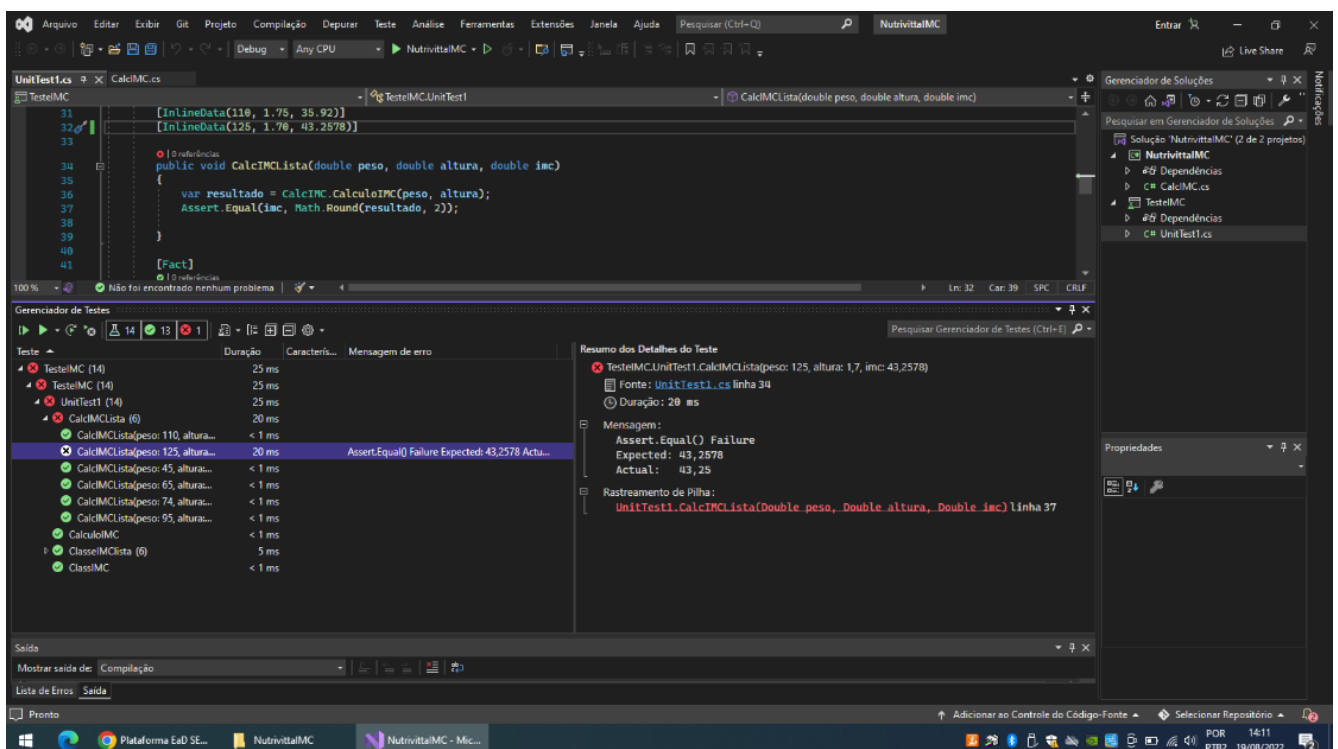 Arquivo Editar Exibir Git Projeto Compilação Depurar Teste Análise Ferramentas Extensões Janela Ajuda Pesquisar (Ctrl+Q) NutrivittalMC Entrar
Debug Any CPU NutrivittalMC Live Share
UnitTest1.cs CalcIMC.cs
TesteIMC TesteIMC.UnitTest1 CalcIMCLista(double peso, double altura, double imc)
31 [InlineData(110, 1.75, 35.92)]
32 [InlineData(125, 1.70, 43.2578)]
33
0 referências
34 public void CalcIMCLista(double peso, double altura, double imc)
35 {
36 var resultado = CalcIMC.CalculoIMC(peso, altura);
37 Assert.Equal(imc, Math.Round(resultado, 2));
38
39 }
40
41 [Fact]
0 referências
100 % Não foi encontrado nenhum problema Ln: 32 Car: 39 SPC CRLF
Gerenciador de Testes
14 13 1 Pesquisar Gerenciador de Testes (Ctrl+E)
Teste Duração Caracterís... Mensagem de erro
TesteIMC (14) 25 ms
TesteIMC (14) 25 ms
UnitTest1 (14) 25 ms
CalcIMCLista (6) 20 ms
CalcIMCLista(peso: 110, altura... < 1 ms
CalcIMCLista(peso: 125, altura:... 20 ms Assert.Equal() Failure Expected: 43,2578 Actu...
CalcIMCLista(peso: 45, altura:... < 1 ms
CalcIMCLista(peso: 65, altura:... < 1 ms
CalcIMCLista(peso: 74, altura:... < 1 ms
CalcIMCLista(peso: 95, altura:... < 1 ms
CalculoIMC < 1 ms
ClasseIMClista (6) 5 ms
ClassIMC < 1 ms
Resumo dos Detalhes do Teste
TesteIMC.UnitTest1.CalcIMCLista(peso: 125, altura: 1,7, imc: 43,2578)
Fonte: UnitTest1.cs linha 34
Duração: 20 ms
Mensagem:
Assert.Equal() Failure
Expected: 43,2578
Actual: 43,25
Rastreamento de Pilha:
UnitTest1.CalcIMCLista(Double peso, Double altura, Double imc) linha 37
Gerenciador de Soluções
Pesquisar em Gerenciador de Soluções
Solução 'NutrivittalMC' (2 de 2 projetos)
NutrivittalMC
Dependências
C# CalcIMC.cs
TesteIMC
Dependências
C# UnitTest1.cs
Notificações
Propriedades
Saída
Mostrar saída de: Compilação
Lista de Erros Saída
Pronto Adicionar ao Controle do Código-Fonte Selecionar Repositório
Plataforma EaD SE... NutrivittalMC NutrivittalMC - Mic... POR 14:11
PTB2 19/08/2022